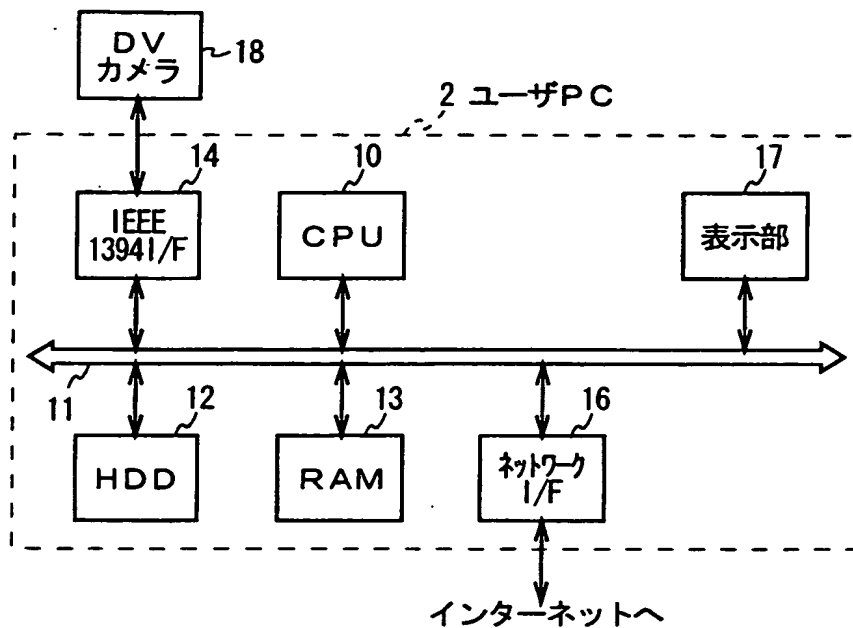 DV
カメラ
18
2 ユーザPC
14
IEEE
1394I/F
10
CPU
17
表示部
11
12
HDD
13
RAM
16
ネットワーク
I/F
インターネットへ